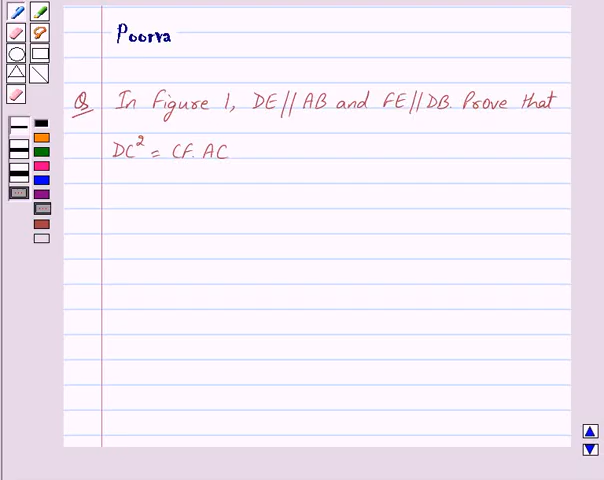 Poorva
Q In Figure 1, DE//AB and FE//DB. Prove that
DC² = CF. AC